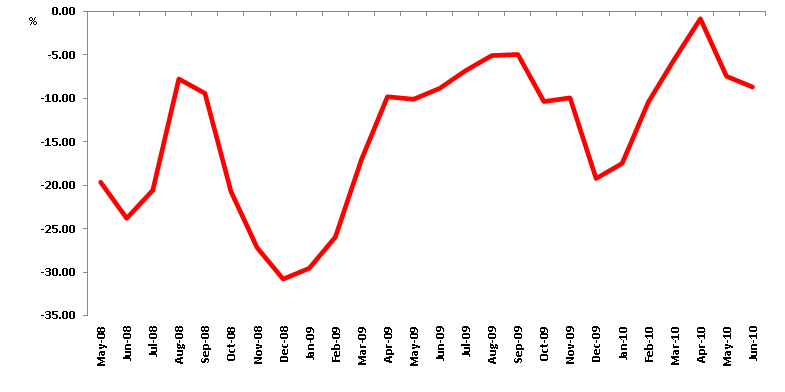 0.00
%
-5.00
-10.00
-15.00
-20.00
-25.00
-30.00
-35.00
May-08
Jun-08
Jul-08
Aug-08
Sep-08
Oct-08
Nov-08
Dec-08
Jan-09
Feb-09
Mar-09
Apr-09
May-09
Jun-09
Jul-09
Aug-09
Sep-09
Oct-09
Nov-09
Dec-09
Jan-10
Feb-10
Mar-10
Apr-10
May-10
Jun-10